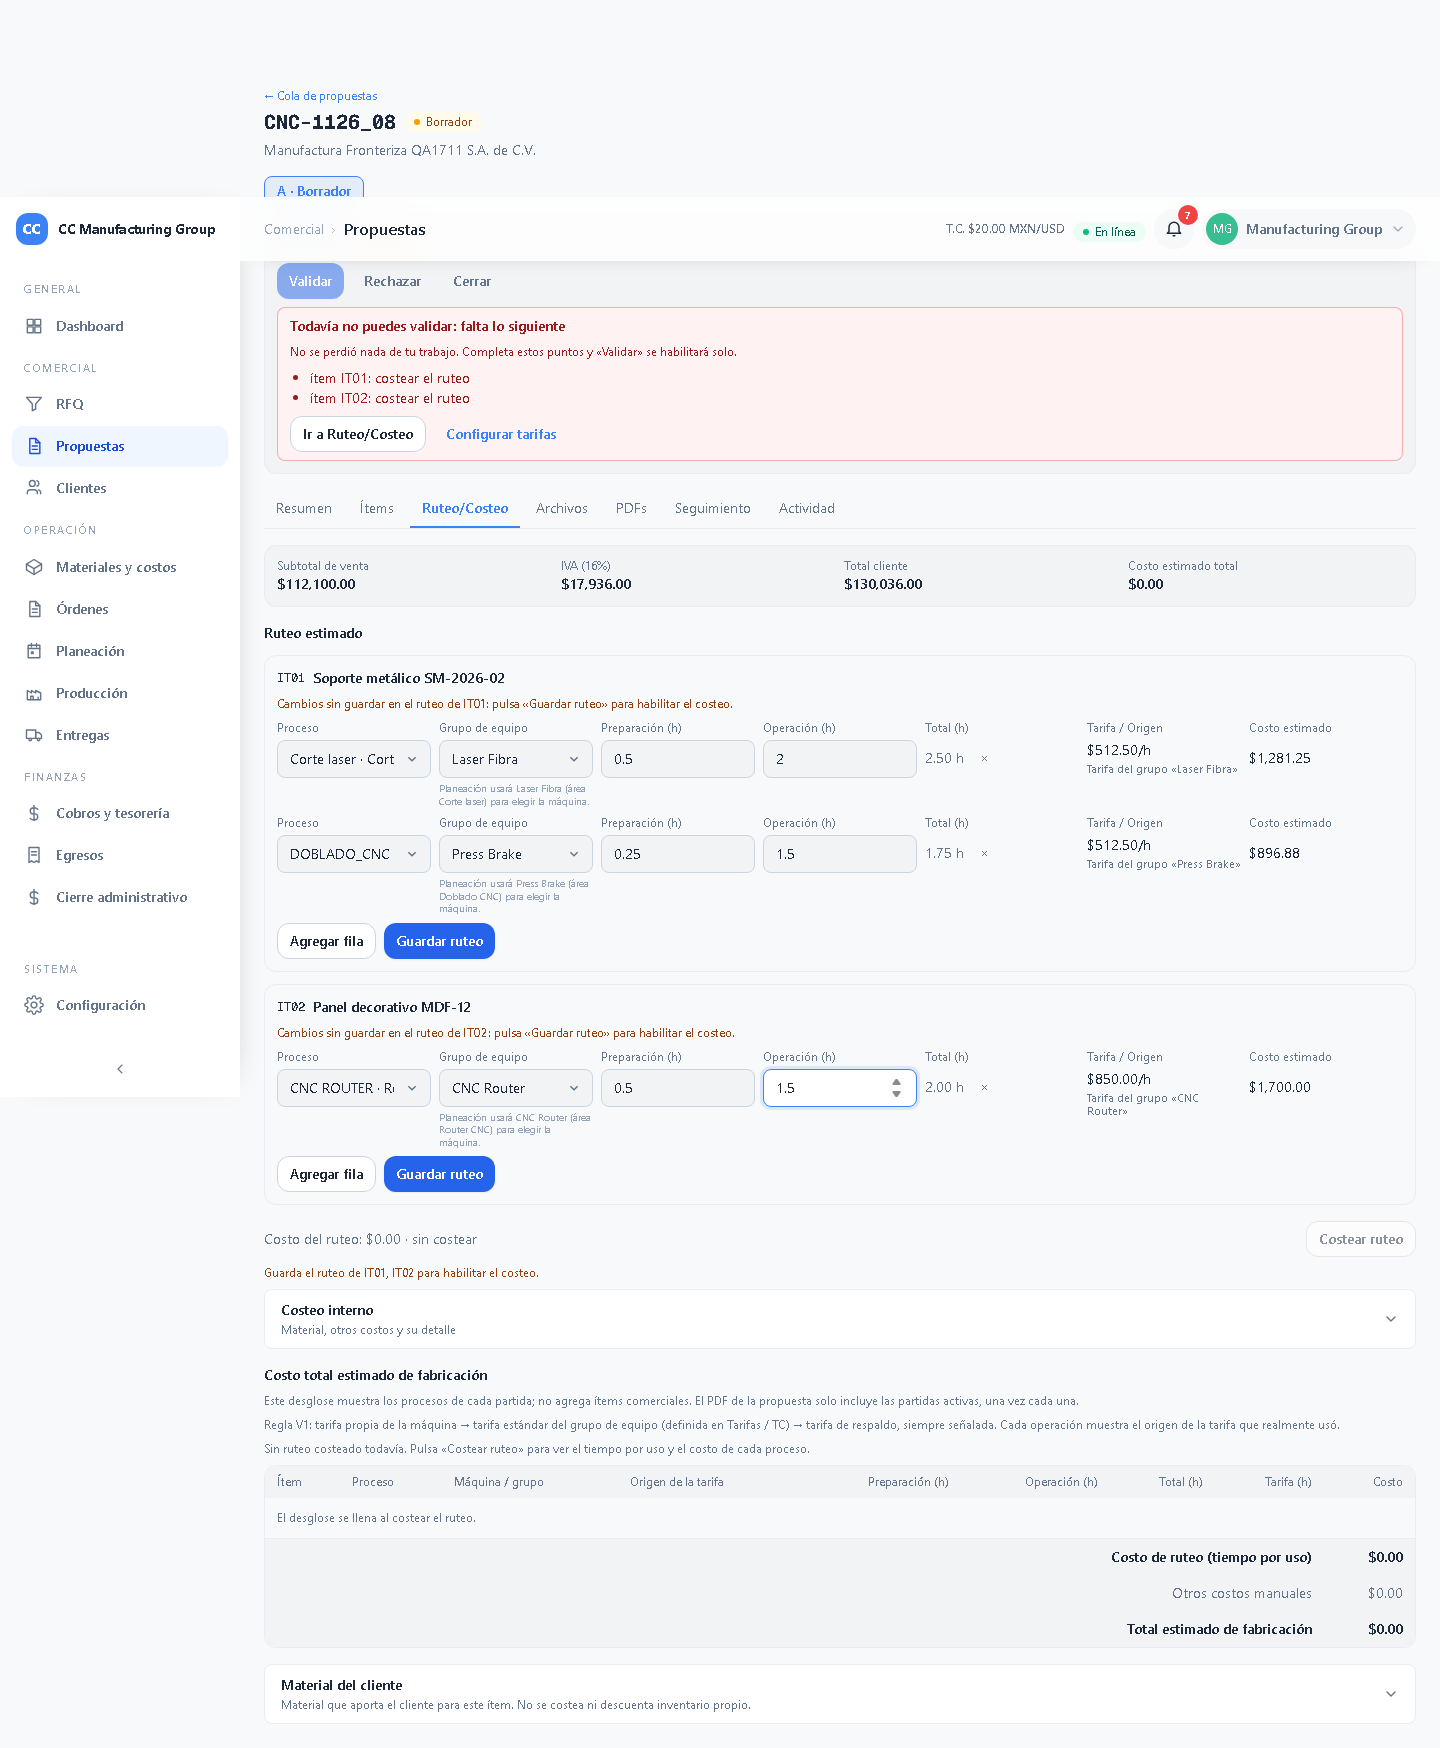 ← Cola de propuestas
CNC-1126_08
Borrador
Manufactura Fronteriza QA1711 S.A. de C.V.
A · Borrador
CC
CC Manufacturing Group
Comercial › Propuestas
T.C. $20.00 MXN/USD
En línea
7
MG
Manufacturing Group
GENERAL
Dashboard
COMERCIAL
RFQ
Propuestas
Clientes
OPERACIÓN
Materiales y costos
Órdenes
Planeación
Producción
Entregas
FINANZAS
Cobros y tesorería
Egresos
Cierre administrativo
SISTEMA
Configuración
Validar
Rechazar
Cerrar
Todavía no puedes validar: falta lo siguiente
No se perdió nada de tu trabajo. Completa estos puntos y «Validar» se habilitará solo.
• ítem IT01: costear el ruteo
• ítem IT02: costear el ruteo
Ir a Ruteo/Costeo
Configurar tarifas
Resumen
Ítems
Ruteo/Costeo
Archivos
PDFs
Seguimiento
Actividad
Subtotal de venta
$112,100.00
IVA (16%)
$17,936.00
Total cliente
$130,036.00
Costo estimado total
$0.00
Ruteo estimado
IT01 Soporte metálico SM-2026-02
Cambios sin guardar en el ruteo de IT01: pulsa «Guardar ruteo» para habilitar el costeo.
Proceso
Grupo de equipo
Preparación (h)
Operación (h)
Total (h)
Tarifa / Origen
Costo estimado
Corte laser · Cort
Laser Fibra
0.5
2
2.50 h
×
$512.50/h
Tarifa del grupo «Laser Fibra»
$1,281.25
Planeación usará Laser Fibra (área
Corte laser) para elegir la máquina.
Proceso
Grupo de equipo
Preparación (h)
Operación (h)
Total (h)
Tarifa / Origen
Costo estimado
DOBLADO_CNC
Press Brake
0.25
1.5
1.75 h
×
$512.50/h
Tarifa del grupo «Press Brake»
$896.88
Planeación usará Press Brake (área
Doblado CNC) para elegir la
máquina.
Agregar fila
Guardar ruteo
IT02 Panel decorativo MDF-12
Cambios sin guardar en el ruteo de IT02: pulsa «Guardar ruteo» para habilitar el costeo.
Proceso
Grupo de equipo
Preparación (h)
Operación (h)
Total (h)
Tarifa / Origen
Costo estimado
CNC ROUTER · R
CNC Router
0.5
1.5
2.00 h
×
$850.00/h
Tarifa del grupo «CNC
Router»
$1,700.00
Planeación usará CNC Router (área
Router CNC) para elegir la
máquina.
Agregar fila
Guardar ruteo
Costo del ruteo: $0.00 · sin costear
Costear ruteo
Guarda el ruteo de IT01, IT02 para habilitar el costeo.
Costeo interno
Material, otros costos y su detalle
Costo total estimado de fabricación
Este desglose muestra los procesos de cada partida; no agrega ítems comerciales. El PDF de la propuesta solo incluye las partidas activas, una vez cada una.
Regla V1: tarifa propia de la máquina → tarifa estándar del grupo de equipo (definida en Tarifas / TC) → tarifa de respaldo, siempre señalada. Cada operación muestra el origen de la tarifa que realmente usó.
Sin ruteo costeado todavía. Pulsa «Costear ruteo» para ver el tiempo por uso y el costo de cada proceso.
Ítem
Proceso
Máquina / grupo
Origen de la tarifa
Preparación (h)
Operación (h)
Total (h)
Tarifa (h)
Costo
El desglose se llena al costear el ruteo.
Costo de ruteo (tiempo por uso) $0.00
Otros costos manuales $0.00
Total estimado de fabricación $0.00
Material del cliente
Material que aporta el cliente para este ítem. No se costea ni descuenta inventario propio.